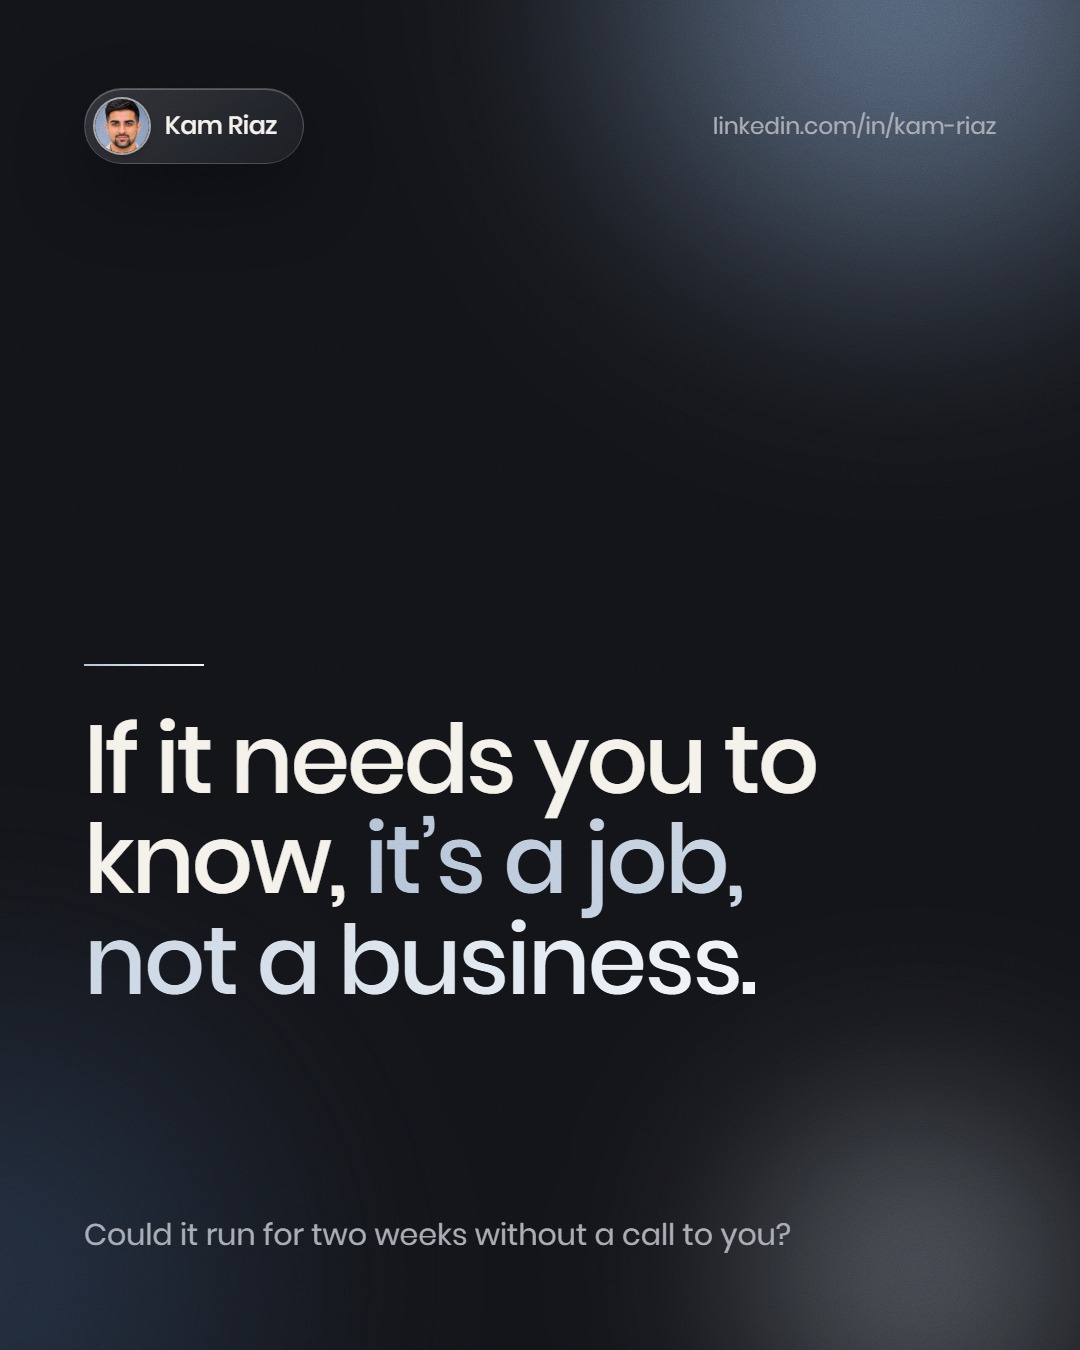 Kam Riaz
linkedin.com/in/kam-riaz
If it needs you to
know, it’s a job,
not a business.
Could it run for two weeks without a call to you?